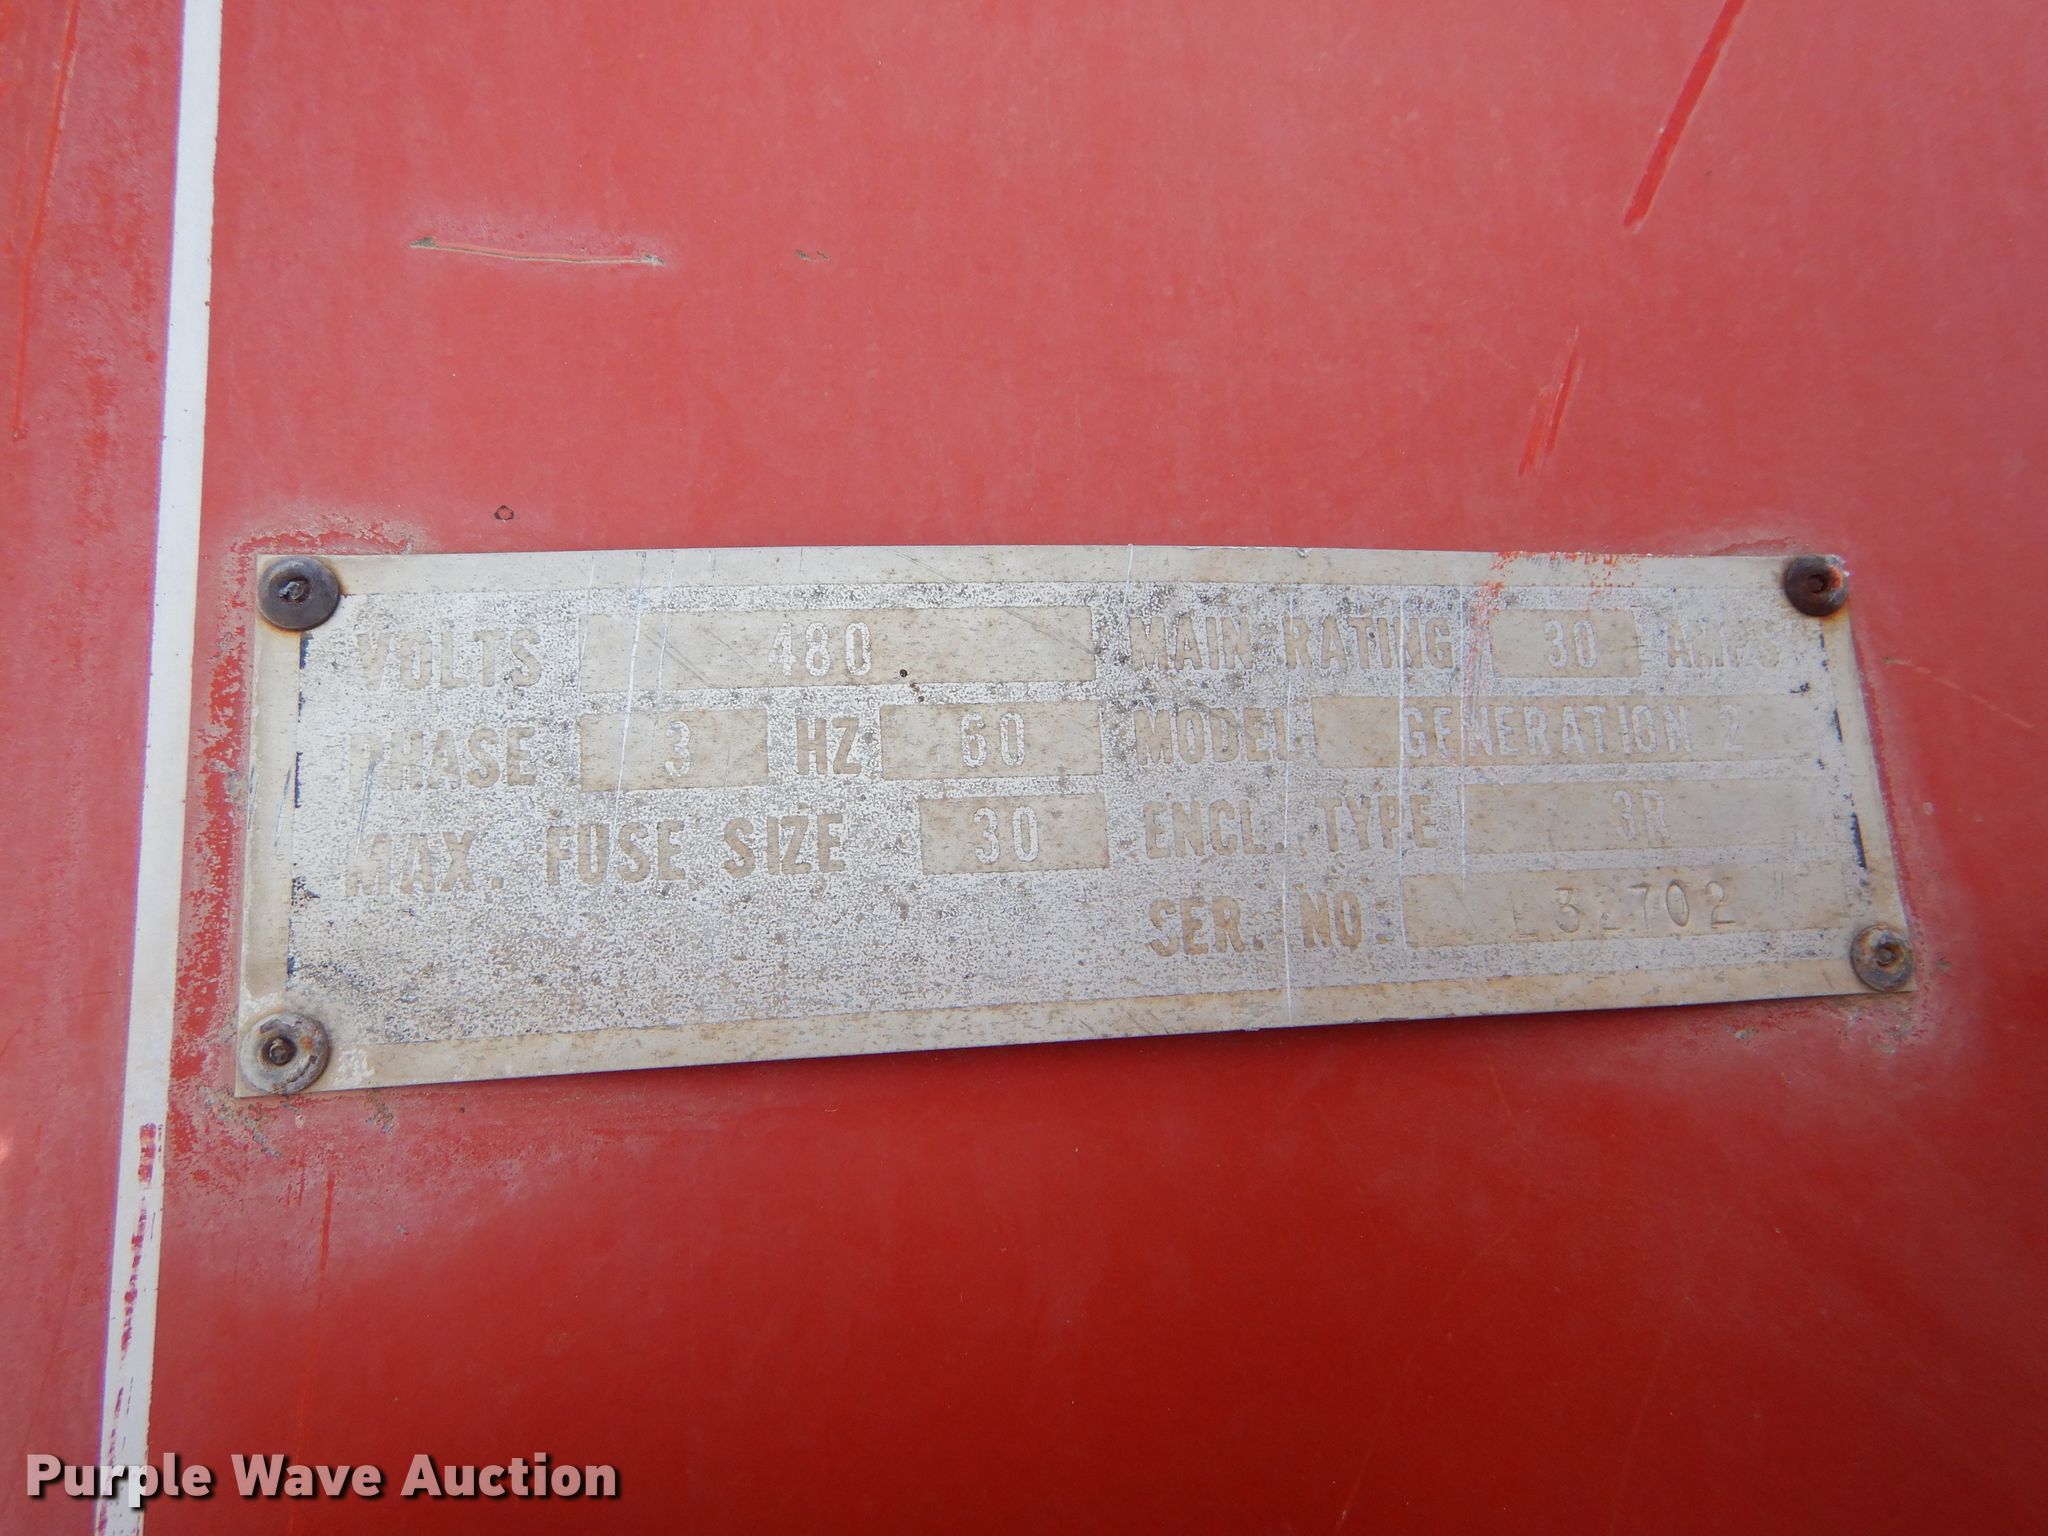 VOLTS 480 MAIN RATING 30 AMPS
PHASE 3 HZ 60 MODEL GENERATION 2
MAX. FUSE SIZE 30 ENCL. TYPE 3R
SER. NO.
Purple Wave Auction